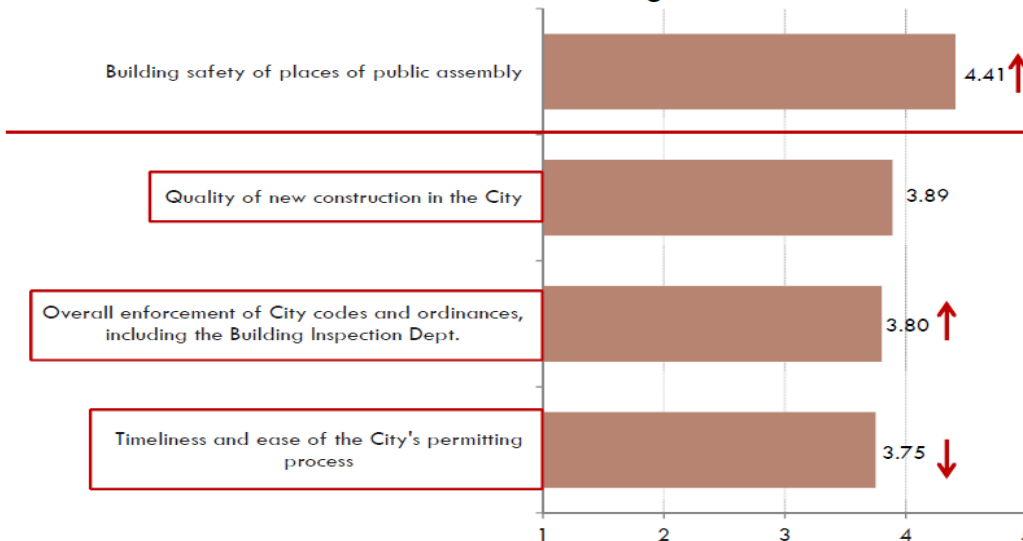 Building safety of places of public assembly
4.41
Quality of new construction in the City
3.89
Overall enforcement of City codes and ordinances,
including the Building Inspection Dept.
3.80
Timeliness and ease of the City's permitting
process
3.75
1 2 3 4